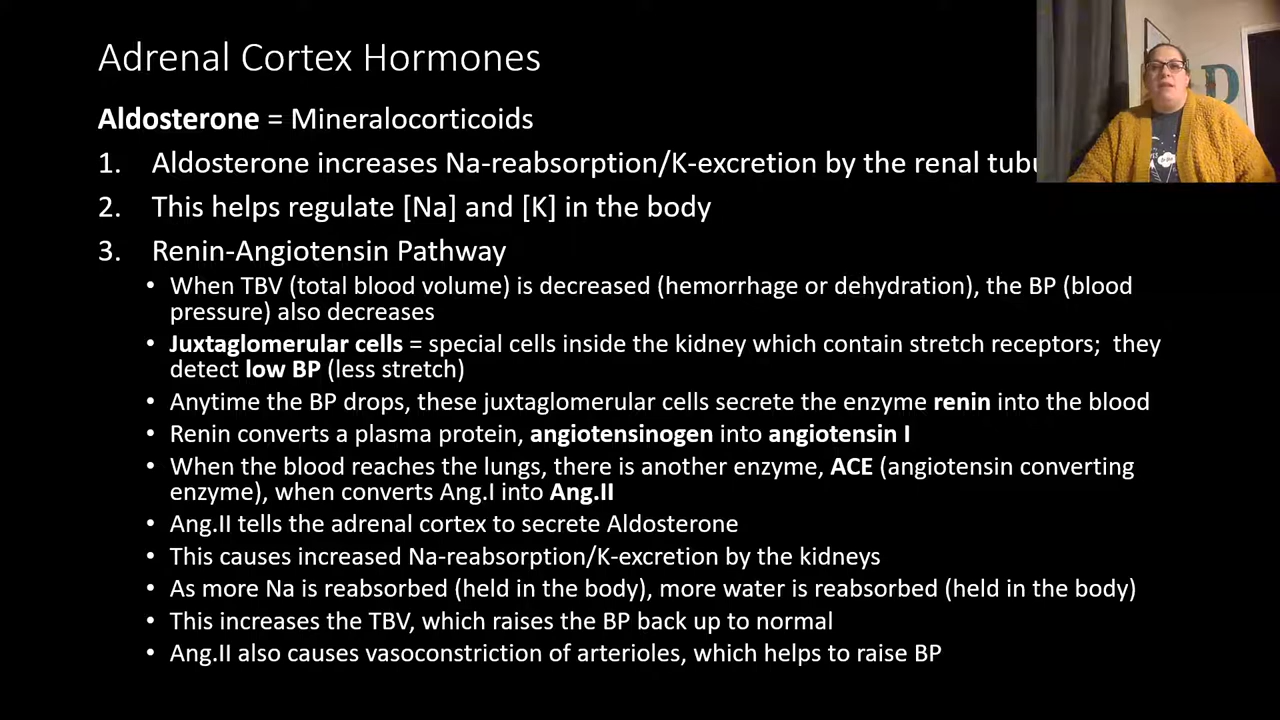 Adrenal Cortex Hormones
D
Aldosterone = Mineralocorticoids
1. Aldosterone increases Na-reabsorption/K-excretion by the renal
2. This helps regulate [Na] and [K] in the body
3. Renin-Angiotensin Pathway
• When TBV (total blood volume) is decreased (hemorrhage or dehydration), the BP (blood
pressure) also decreases
• Juxtaglomerular cells = special cells inside the kidney which contain stretch receptors; they
detect low BP (less stretch)
• Anytime the BP drops, these juxtaglomerular cells secrete the enzyme renin into the blood
• Renin converts a plasma protein, angiotensinogen into angiotensin I
• When the blood reaches the lungs, there is another enzyme, ACE (angiotensin converting
enzyme), when converts Ang.I into Ang.II
• Ang.II tells the adrenal cortex to secrete Aldosterone
• This causes increased Na-reabsorption/K-excretion by the kidneys
• As more Na is reabsorbed (held in the body), more water is reabsorbed (held in the body)
• This increases the TBV, which raises the BP back up to normal
• Ang.II also causes vasoconstriction of arterioles, which helps to raise BP